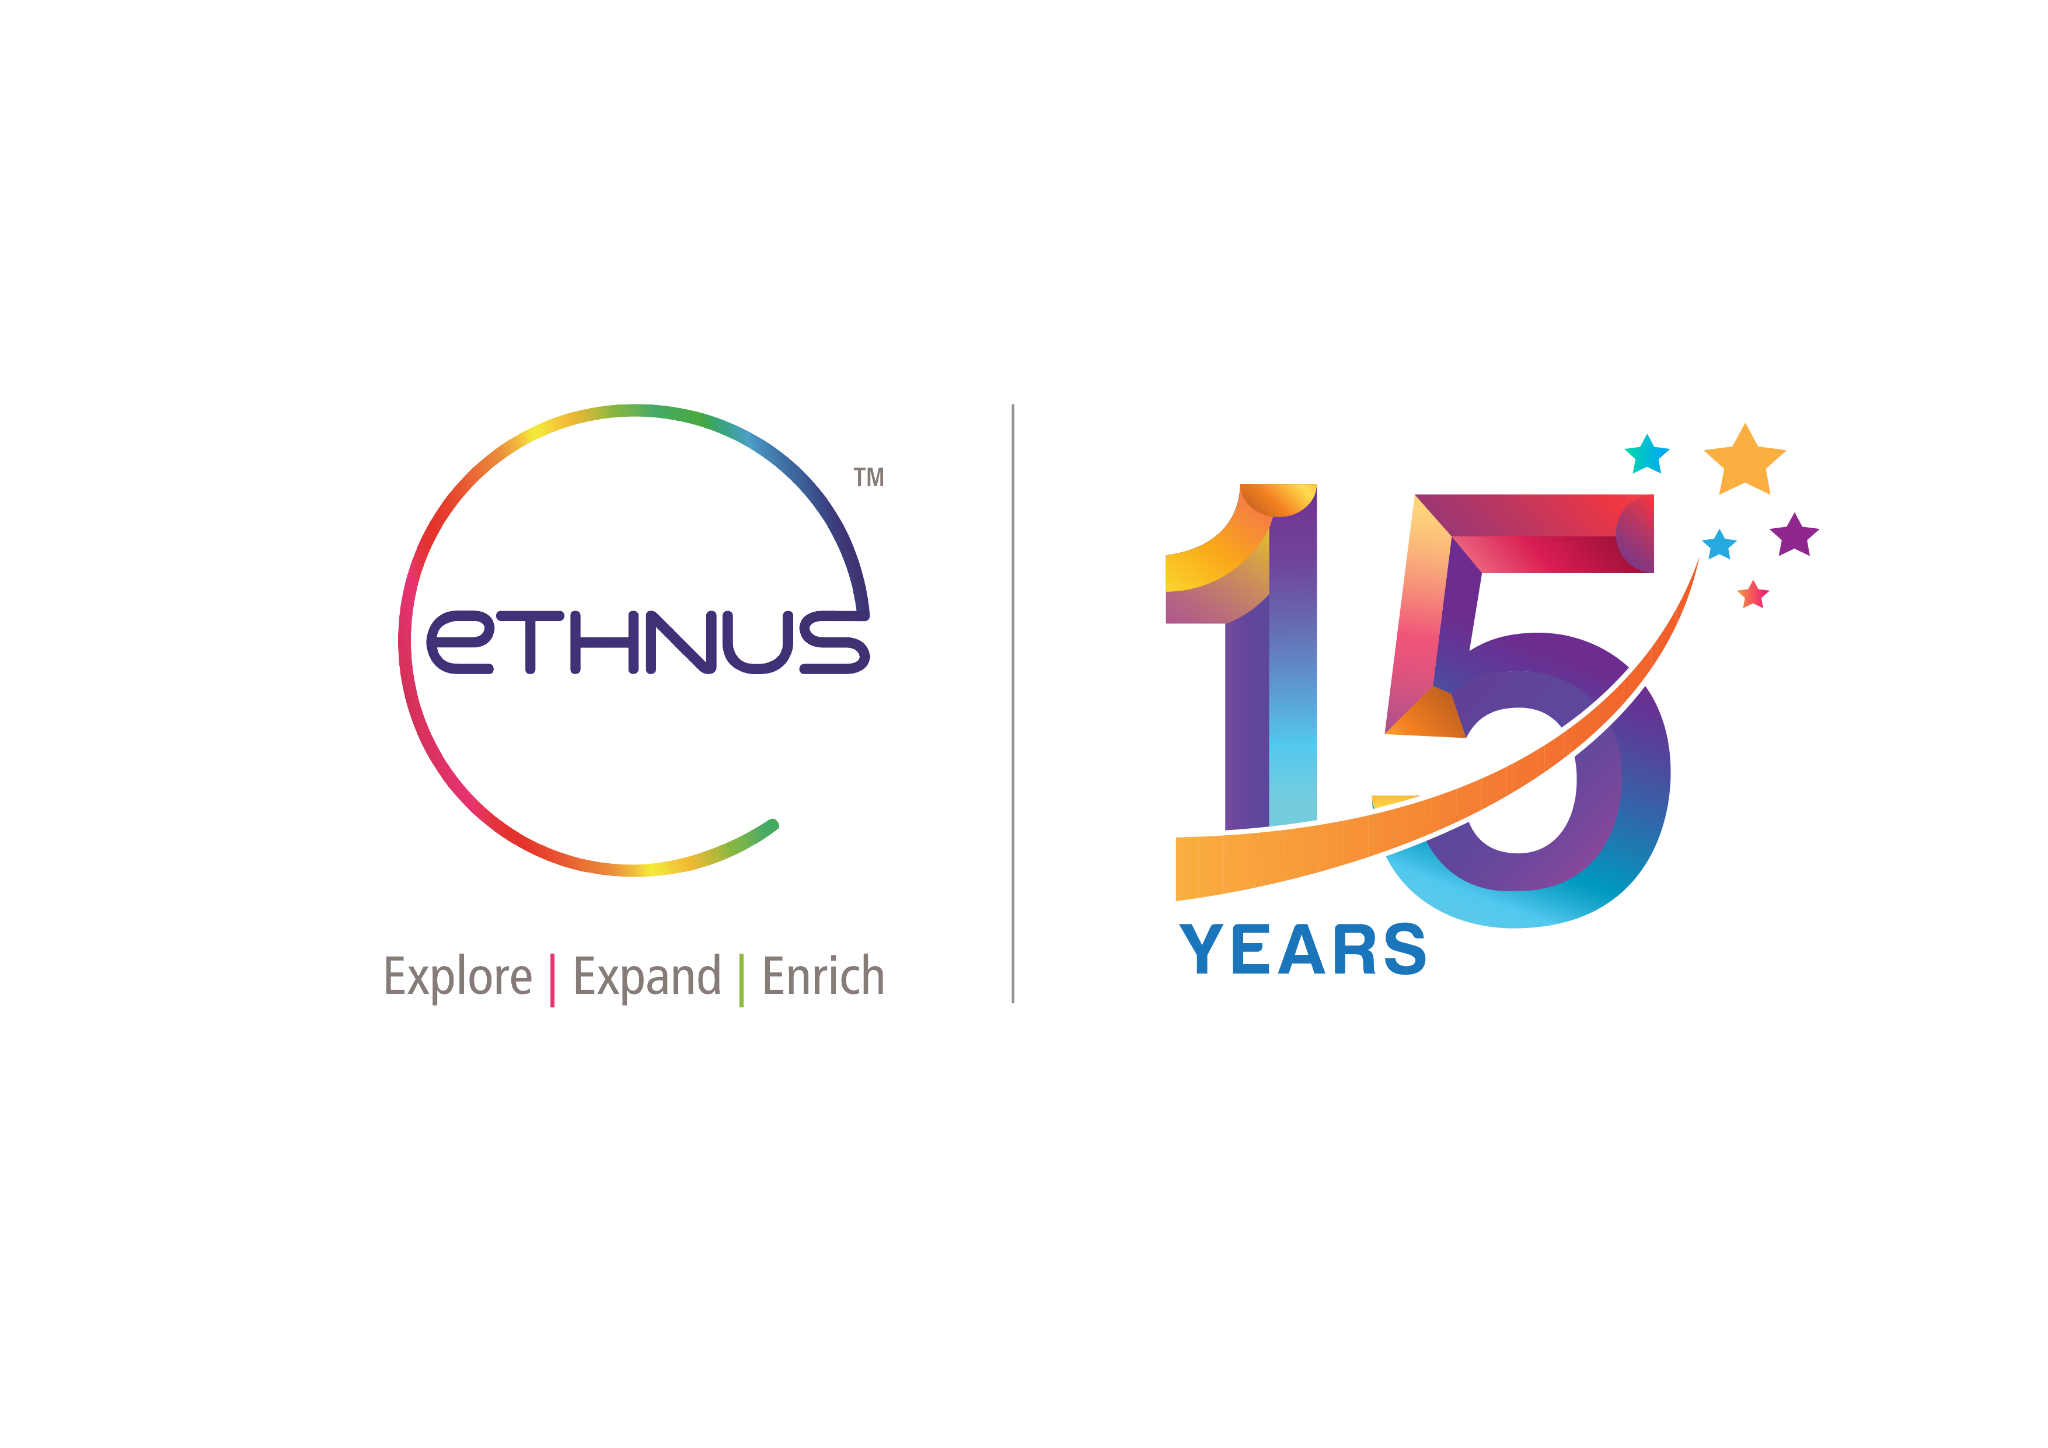 eTHNUS
TM
Explore | Expand | Enrich
15
YEARS